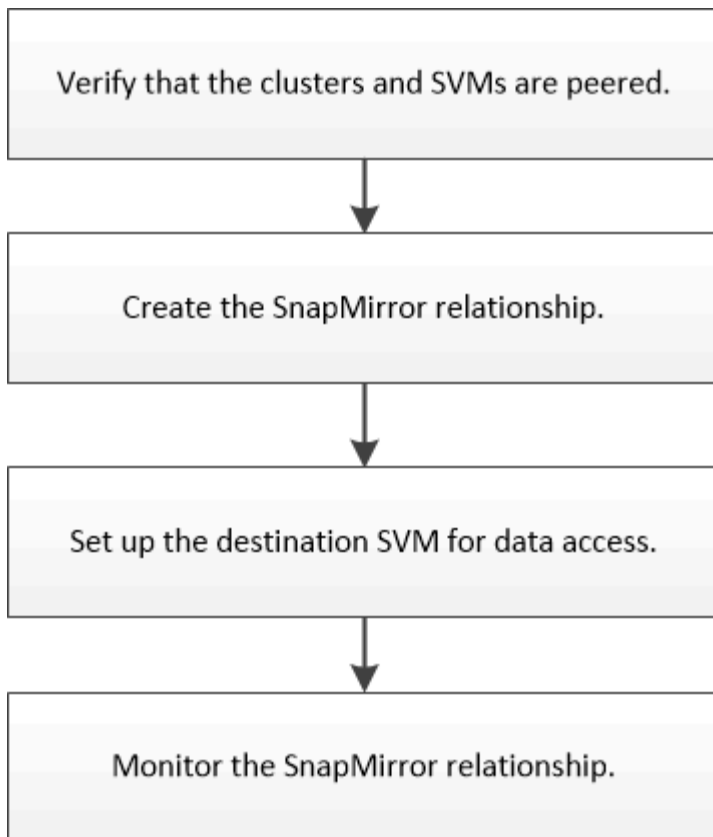 Verify that the clusters and SVMs are peered.
Create the SnapMirror relationship.
Set up the destination SVM for data access.
Monitor the SnapMirror relationship.